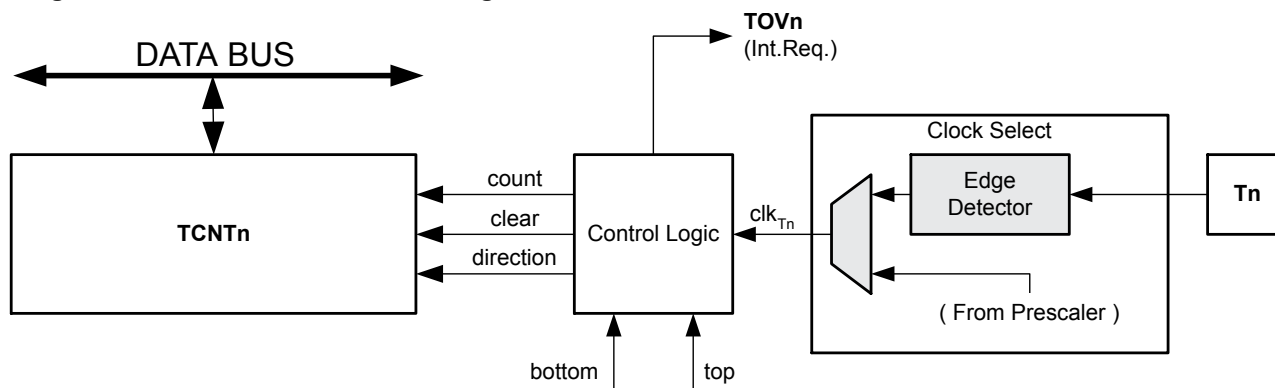 TOVn
(Int.Req.)
DATA BUS
Clock Select
count
Edge
Detector
Tn
TCNTn
clear
Control Logic
clkTn
direction
( From Prescaler )
bottom
top